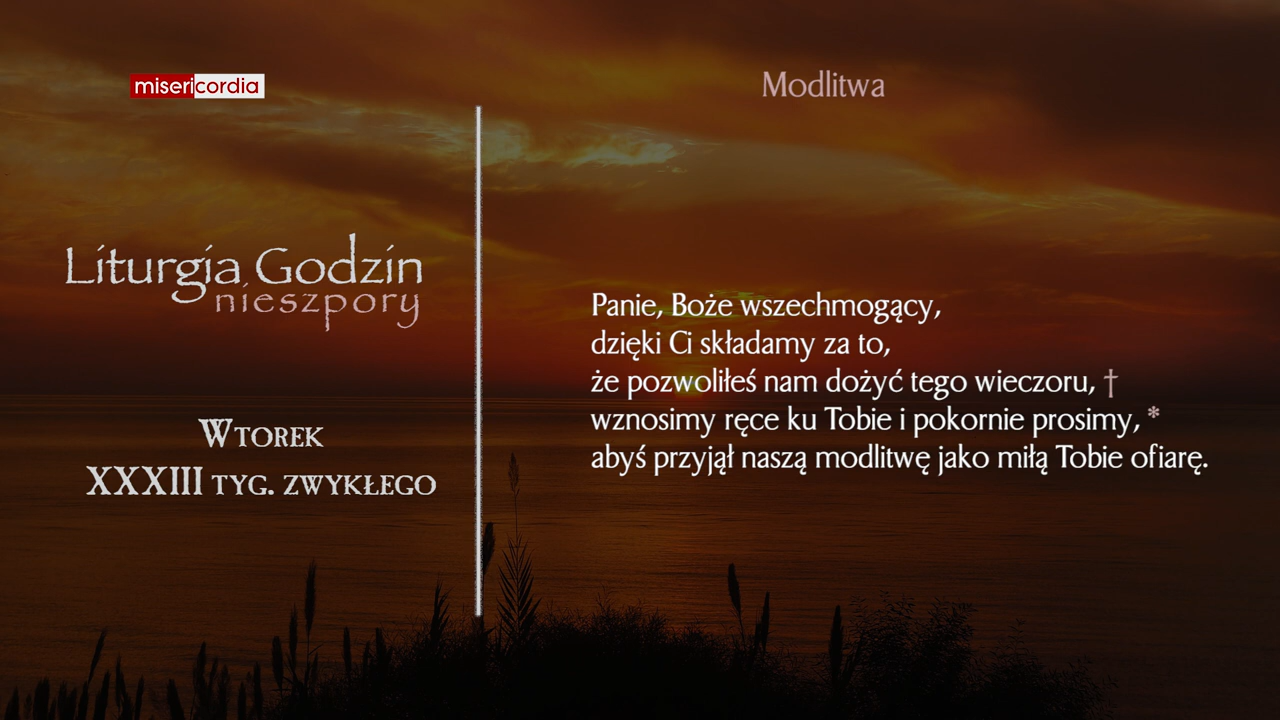 misericordia
Modlitwa
Liturgia Godzin
nieszpory
Wtorek
XXXIII tyg. zwykłego
Panie, Boże wszechmogący,
dzięki Ci składamy za to,
że pozwoliłeś nam dożyć tego wieczoru, †
wznosimy ręce ku Tobie i pokornie prosimy, *
abyś przyjął naszą modlitwę jako miłą Tobie ofiarę.